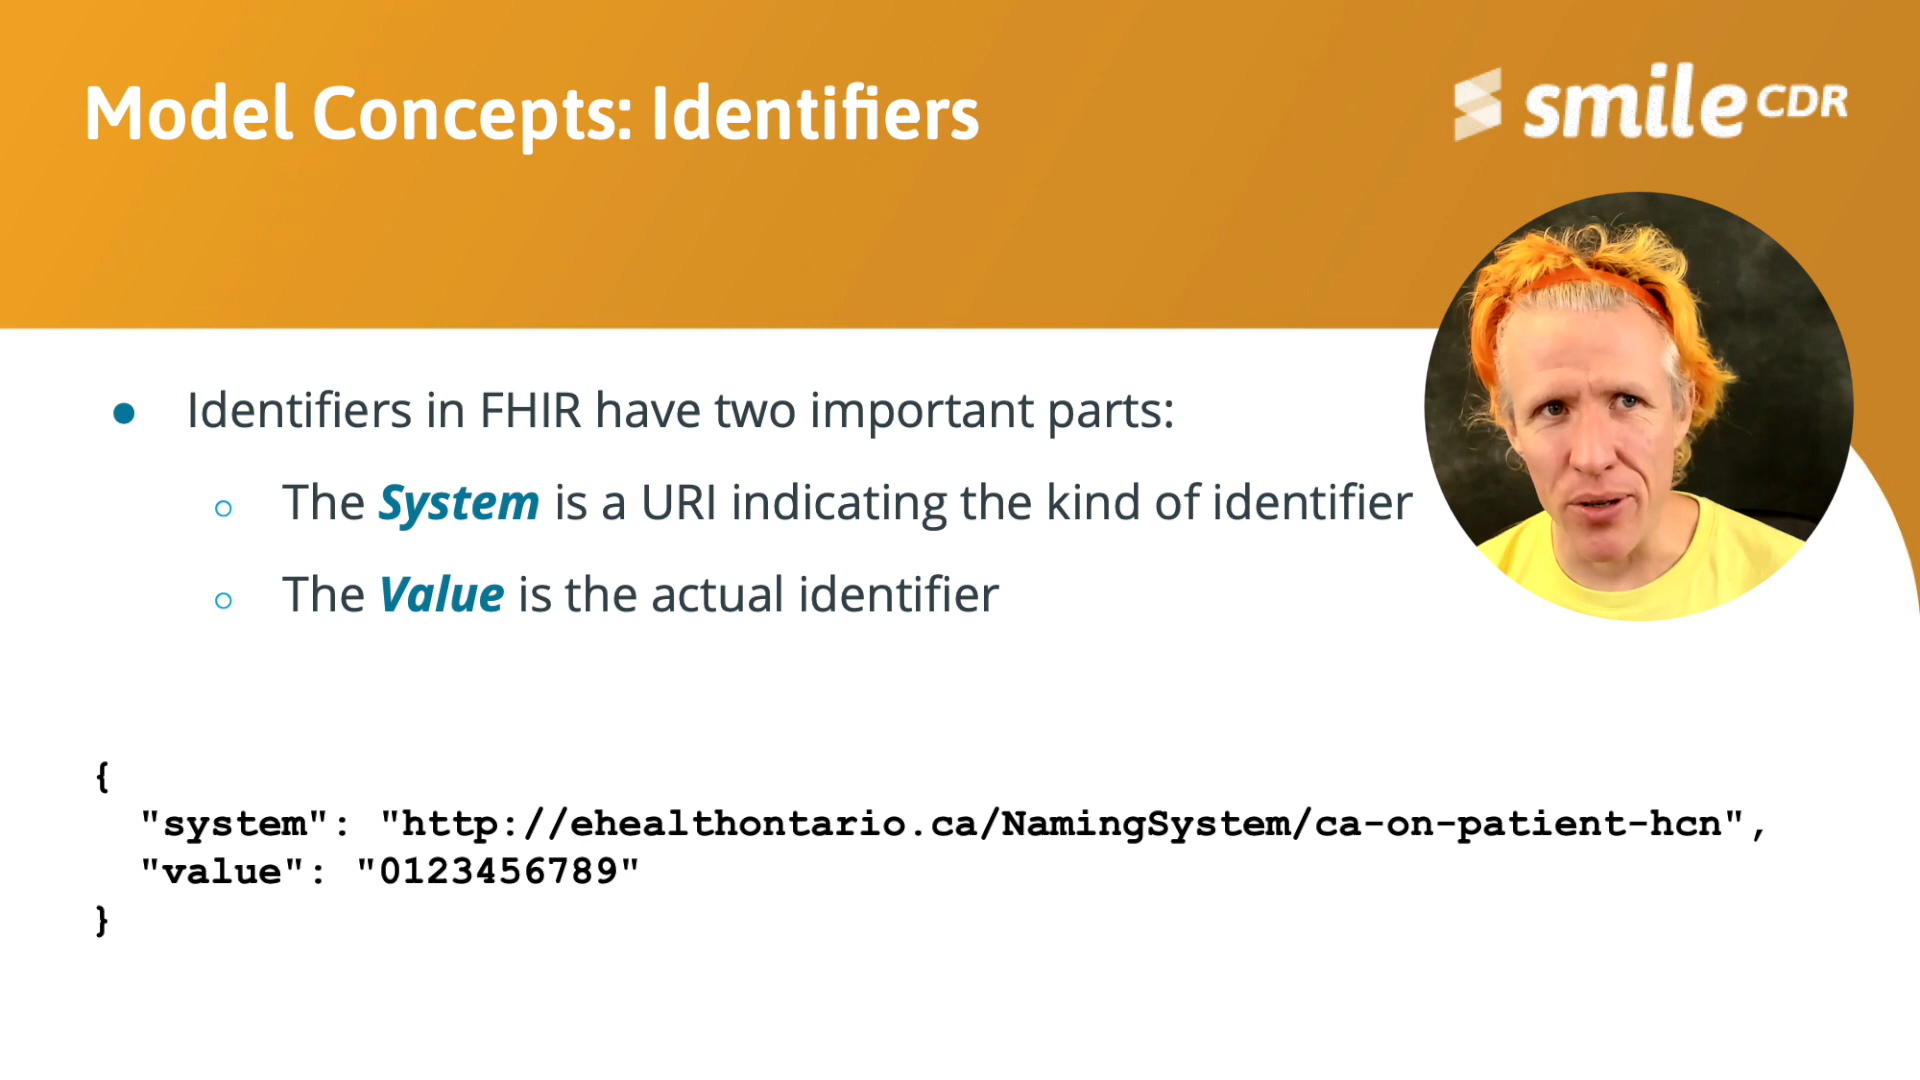 Model Concepts: Identifiers
smile CDR
Identifiers in FHIR have two important parts:
The System is a URI indicating the kind of identifier
The Value is the actual identifier
{
"system": "http://ehealthontario.ca/NamingSystem/ca-on-patient-hcn",
"value": "0123456789"
}